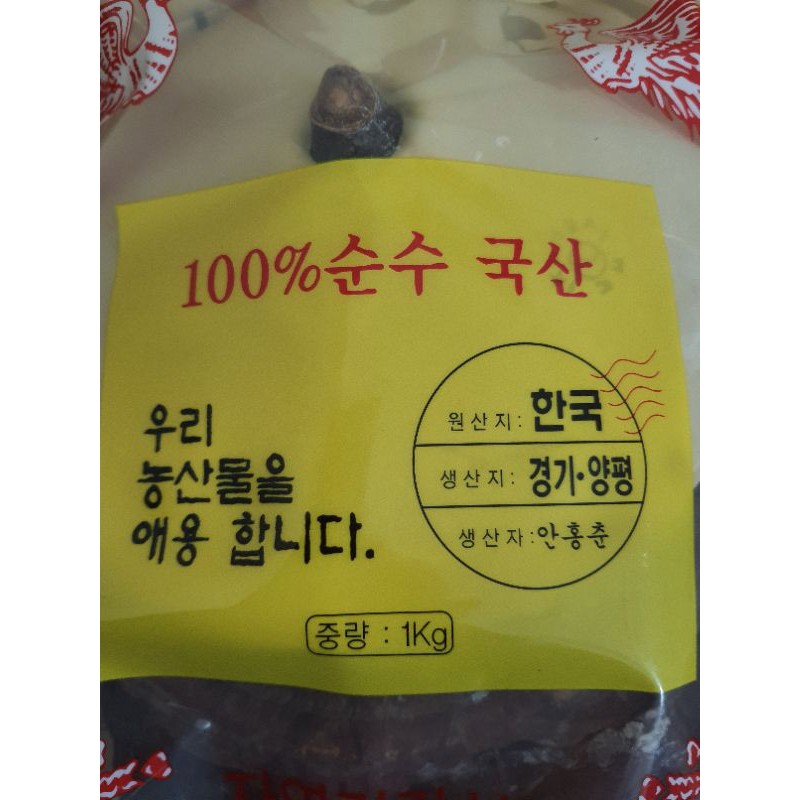 100%순수 국산
우리
농산물을
애용 합니다.
원산지: 한국
생산지: 경기·양평
생산자:안홍춘
중량 : 1Kg